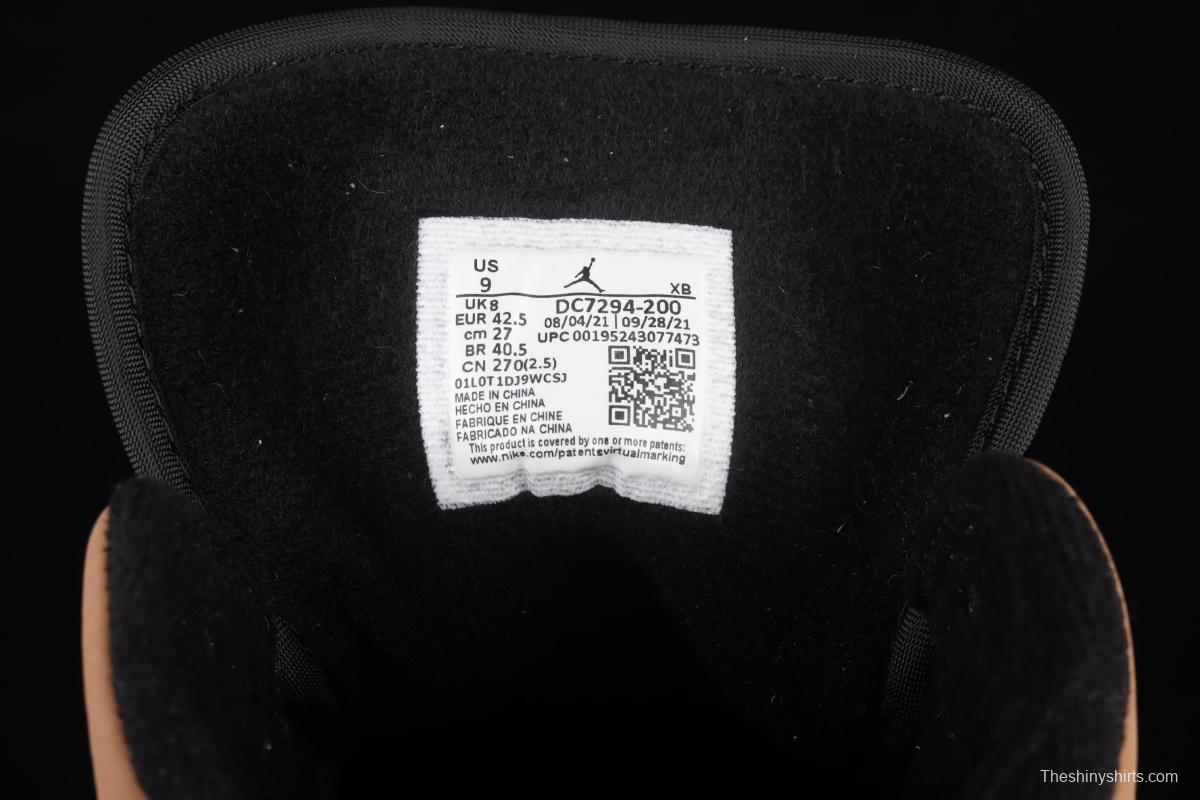 US
9
XB
UK 8
EUR 42.5
cm 27
BR 40.5
CN 270(2.5)
DC7294-200
08/04/21 | 09/28/21
UPC 00195243077473
01L0T1DJ9WCSJ
MADE IN CHINA
HECHO EN CHINA
FABRIQUE EN CHINE
FABRICADO NA CHINA
This product is covered by one or more patents:
www.nike.com/patentsvirtualmarking
Theshinyshirts.com